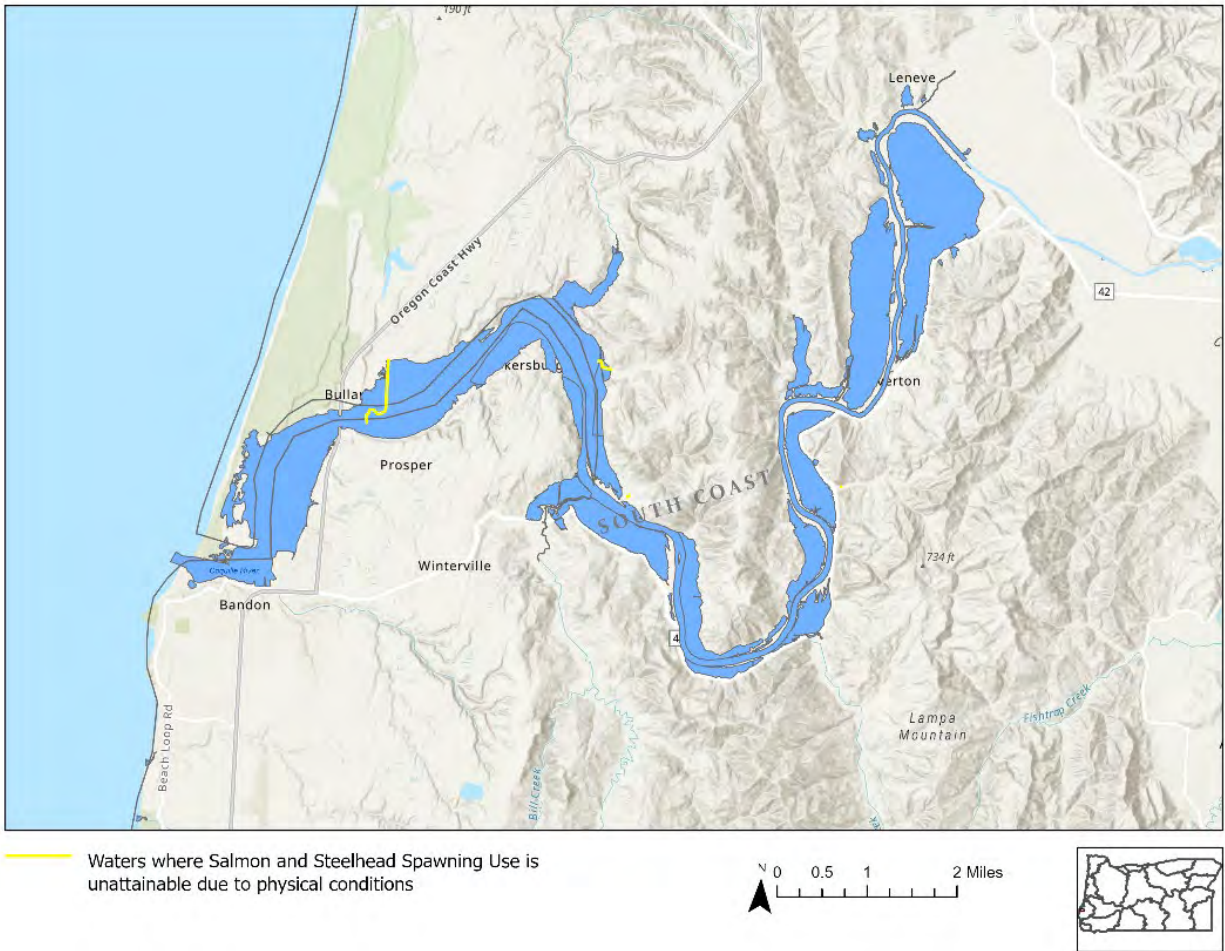 190 ft
Leneve
42
Oregon Coast Hwy
kersburg
Bullar
verton
Prosper
SOUTH COAST
734 ft
Winterville
Coquille River
Bandon
4
Lampa
Mountain
Fishtrap Creek
Beach Loop Rd
Bill Creek
ek
Waters where Salmon and Steelhead Spawning Use is
unattainable due to physical conditions
N
0 0.5 1 2 Miles